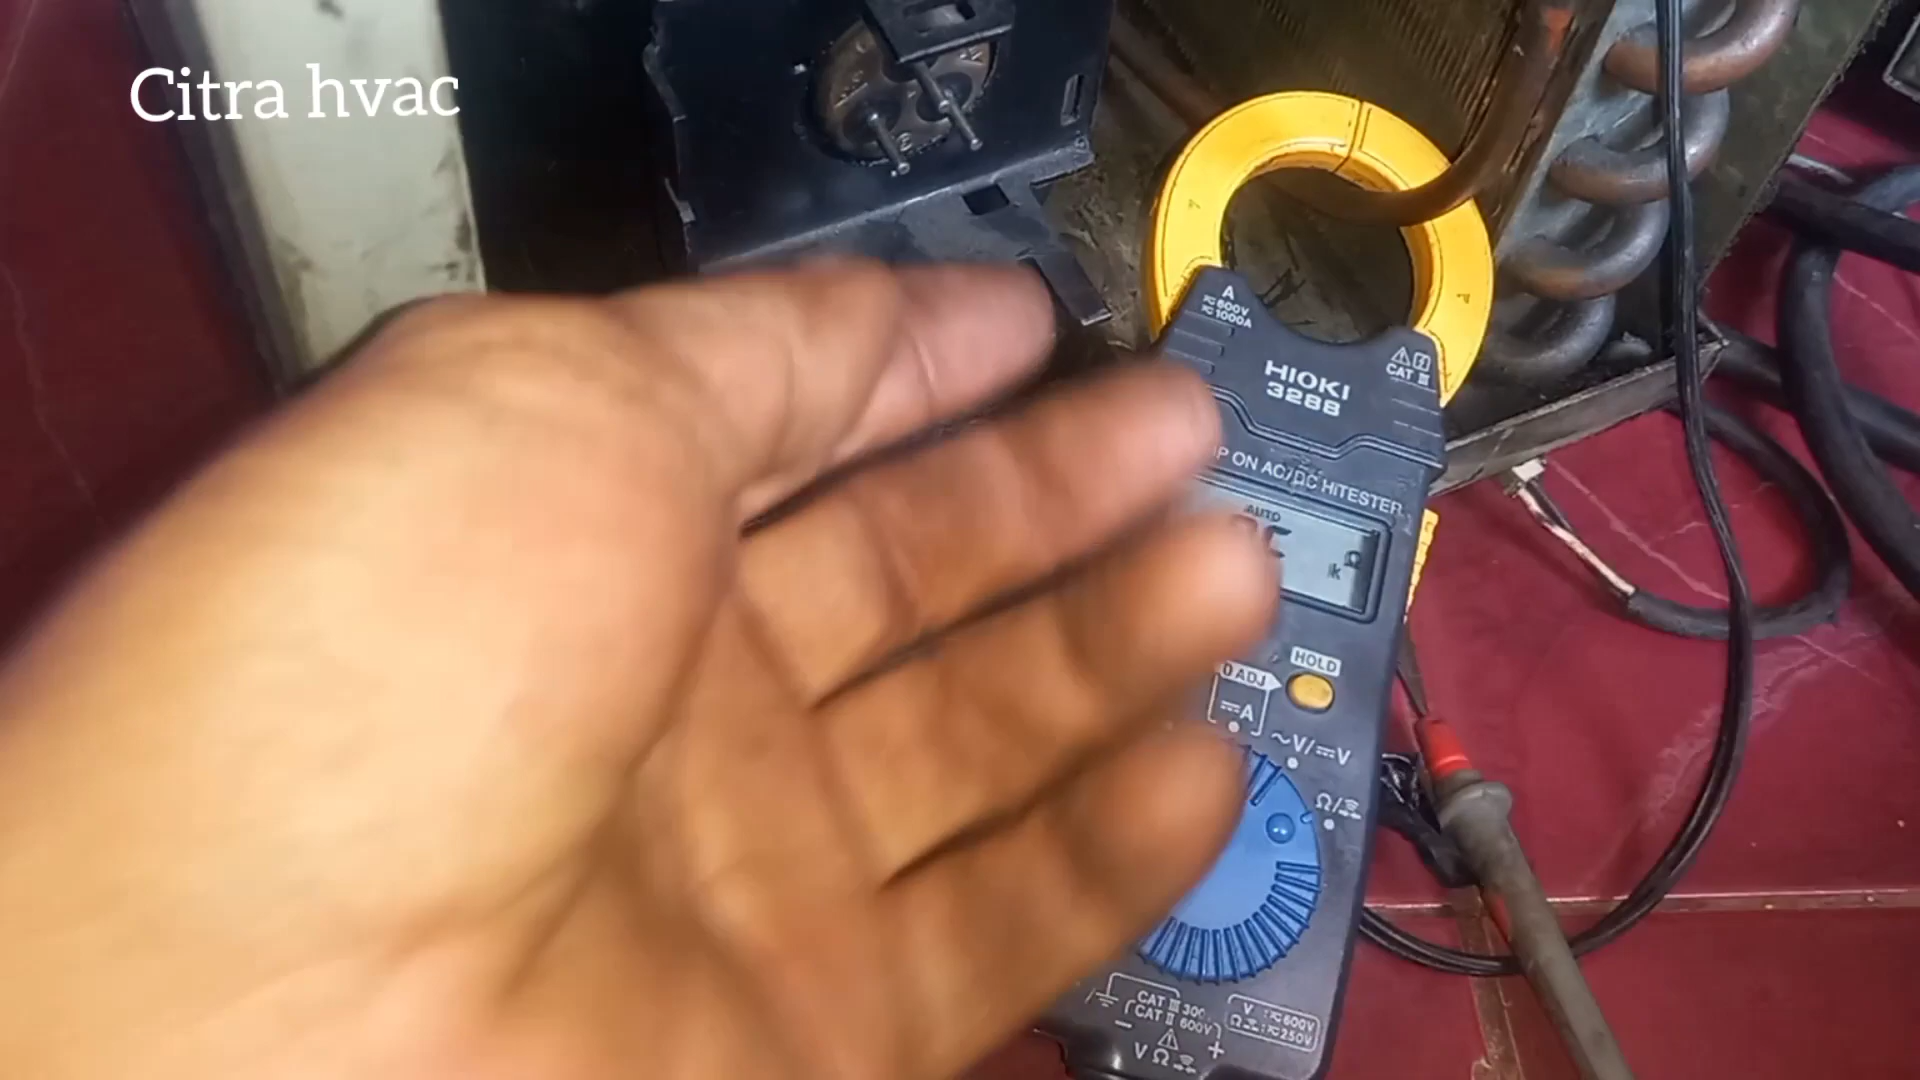 Citra hvac
A
600V
1000A
CAT III
HIOKI
3288
ON AC/DC HiTESTER
AUTO
Ω
k
HOLD
0 ADJ
⎓A
~V/⎓V
Ω/
CAT III 300
CAT II 600V
V 600V
Ω 250V
− +
V Ω